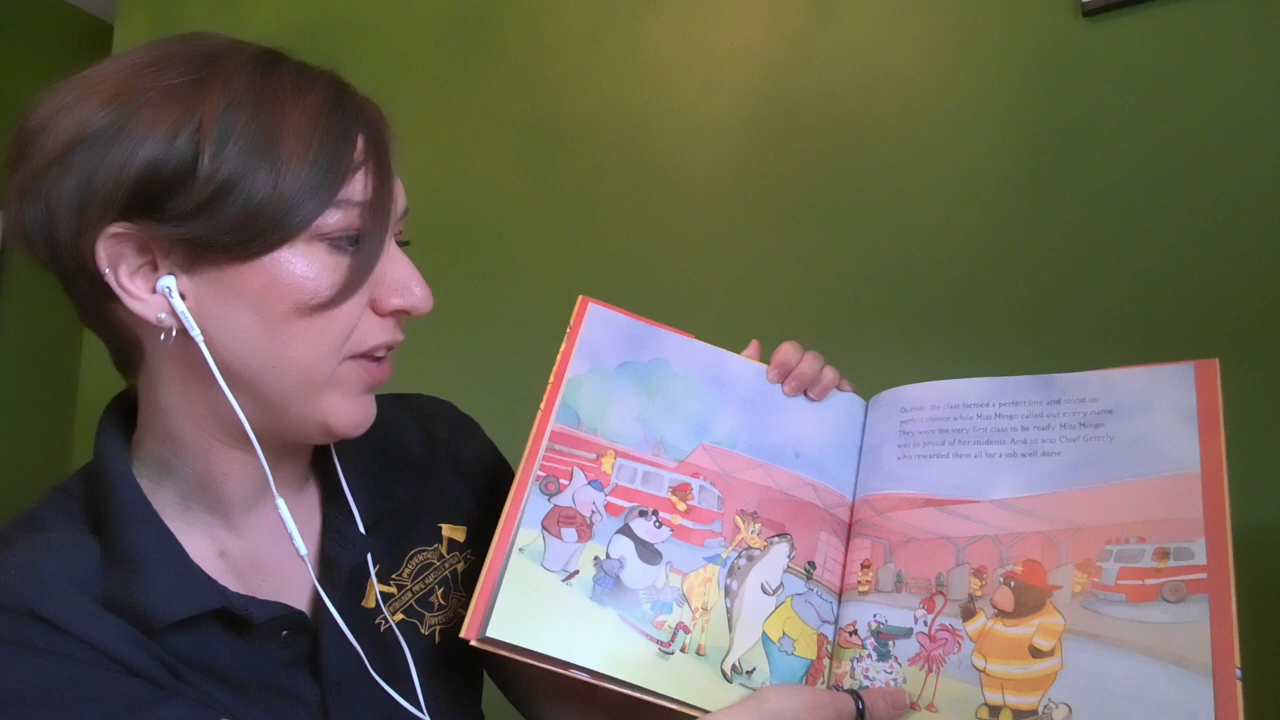 PREVENTION
Outside, the class formed a perfect line and stood in
perfect silence while Miss Mingo called out every name.
They were the very first class to be ready. Miss Mingo
was so proud of her students. And so was Chief Grizzly,
who rewarded them all for a job well done.